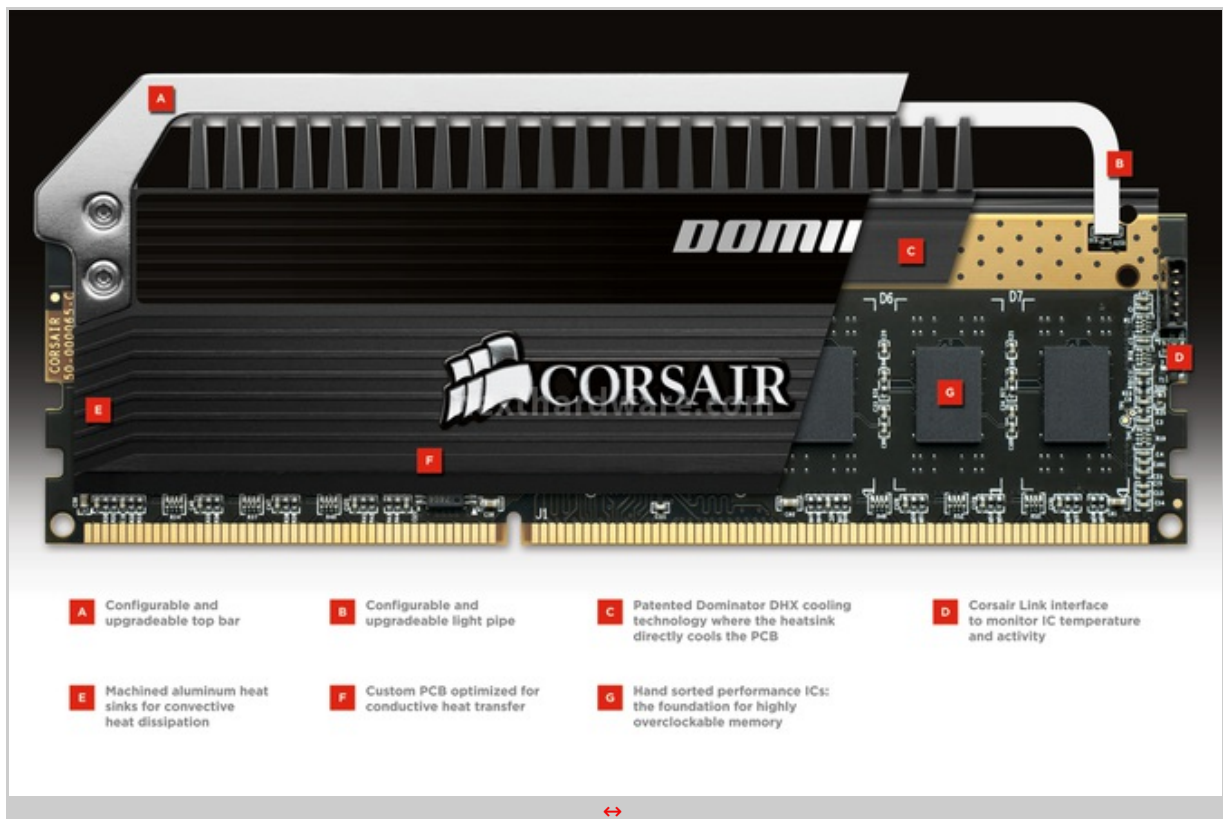 A
B
DOMI
C
D6
D7
CORSAIR
50-000065-C
D
CORSAIR
xthardware.com
E
G
F
J1
A Configurable and
upgradeable top bar
B Configurable and
upgradeable light pipe
C Patented Dominator DHX cooling
technology where the heatsink
directly cools the PCB
D Corsair Link interface
to monitor IC temperature
and activity
E Machined aluminum heat
sinks for convective
heat dissipation
F Custom PCB optimized for
conductive heat transfer
G Hand sorted performance ICs:
the foundation for highly
overclockable memory